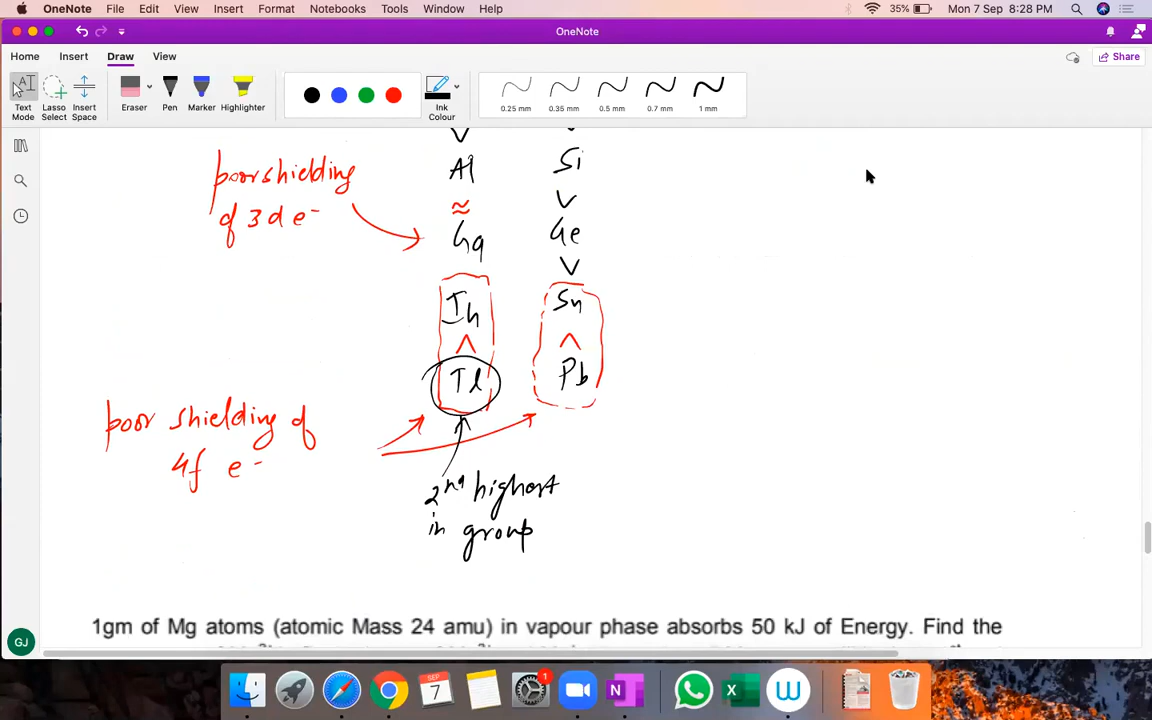 OneNote File Edit View Insert Format Notebooks Tools Window Help 35% Mon 7 Sep 8:28 PM
OneNote
Home Insert Draw View Share
Text Mode Lasso Select Insert Space Eraser Pen Marker Highlighter Ink Colour 0.25 mm 0.35 mm 0.5 mm 0.7 mm 1 mm
v
Al Si
poor shielding
≈ v
of 3d e-
Ga Ge
v
In Sn
^ ^
Tl Pb
poor shielding of
4f e-
2nd highest
in group
1gm of Mg atoms (atomic Mass 24 amu) in vapour phase absorbs 50 kJ of Energy. Find the
GJ
SEP
7
1
N
W